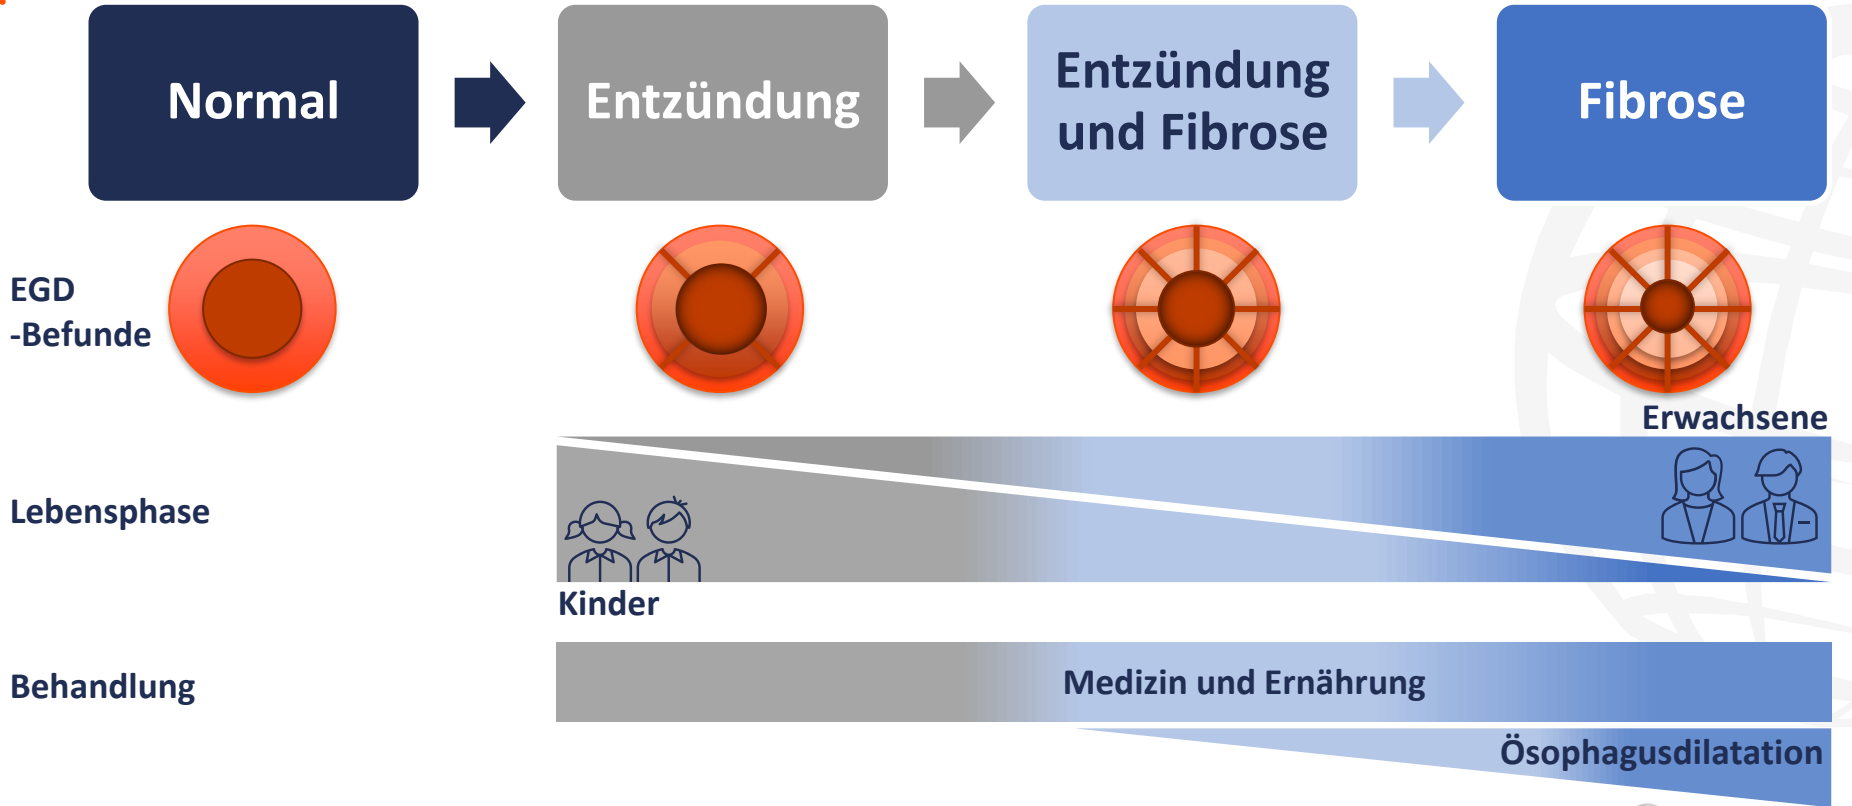 Normal
Entzündung
Entzündung
und Fibrose
Fibrose
EGD
-Befunde
Erwachsene
Lebensphase
Kinder
Behandlung
Medizin und Ernährung
Ösophagusdilatation